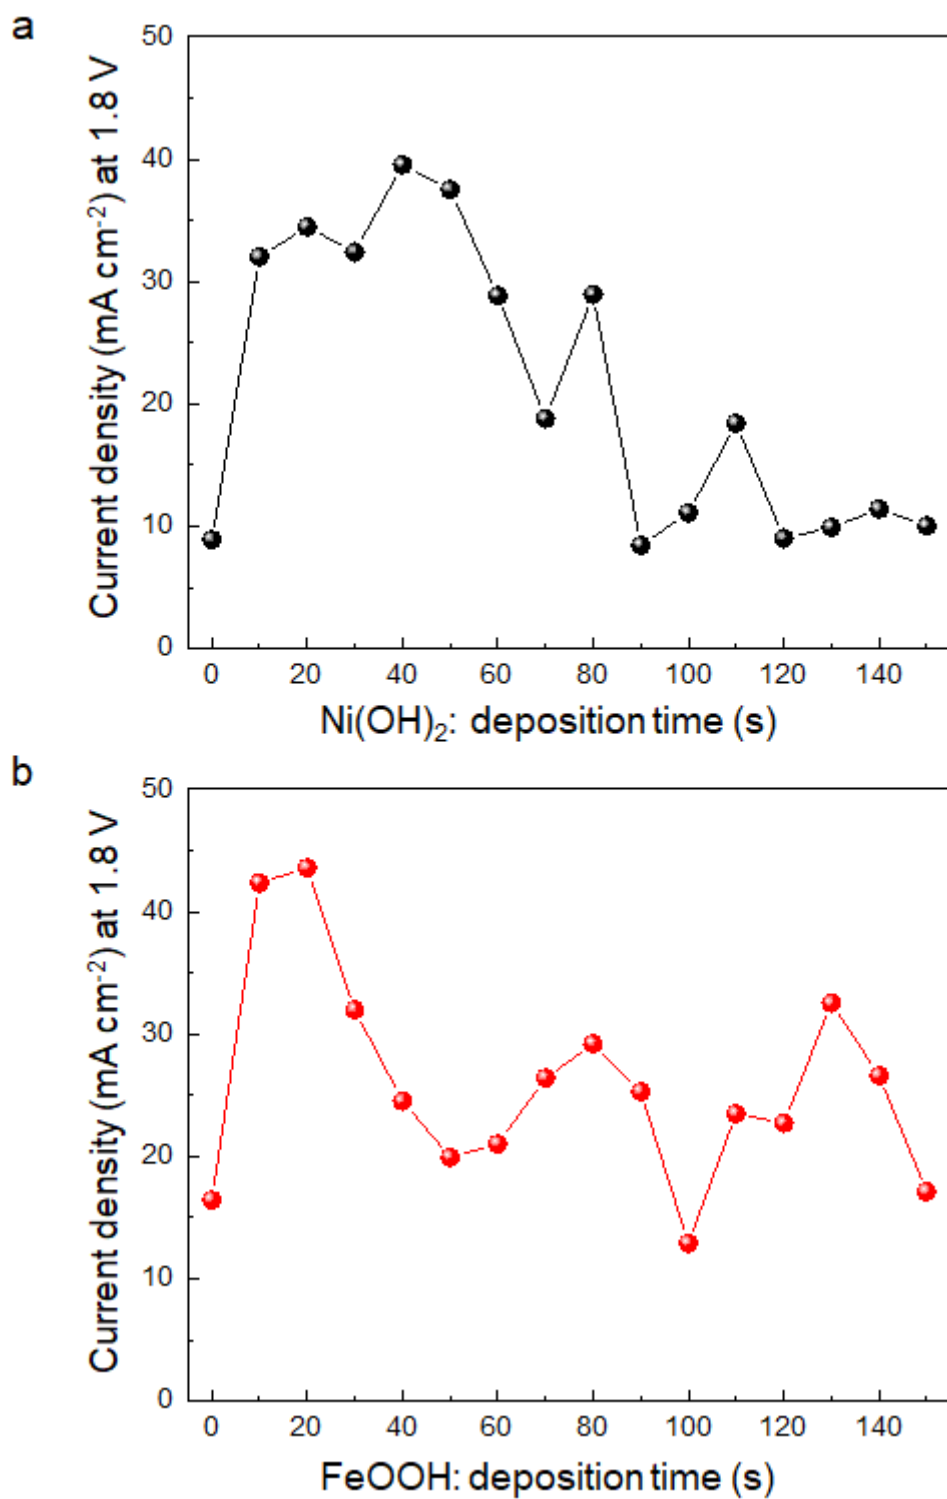 a
Current density (mA cm⁻²) at 1.8 V
50
40
30
20
10
0
0 20 40 60 80 100 120 140
Ni(OH)₂: deposition time (s)
b
Current density (mA cm⁻²) at 1.8 V
50
40
30
20
10
0
0 20 40 60 80 100 120 140
FeOOH: deposition time (s)